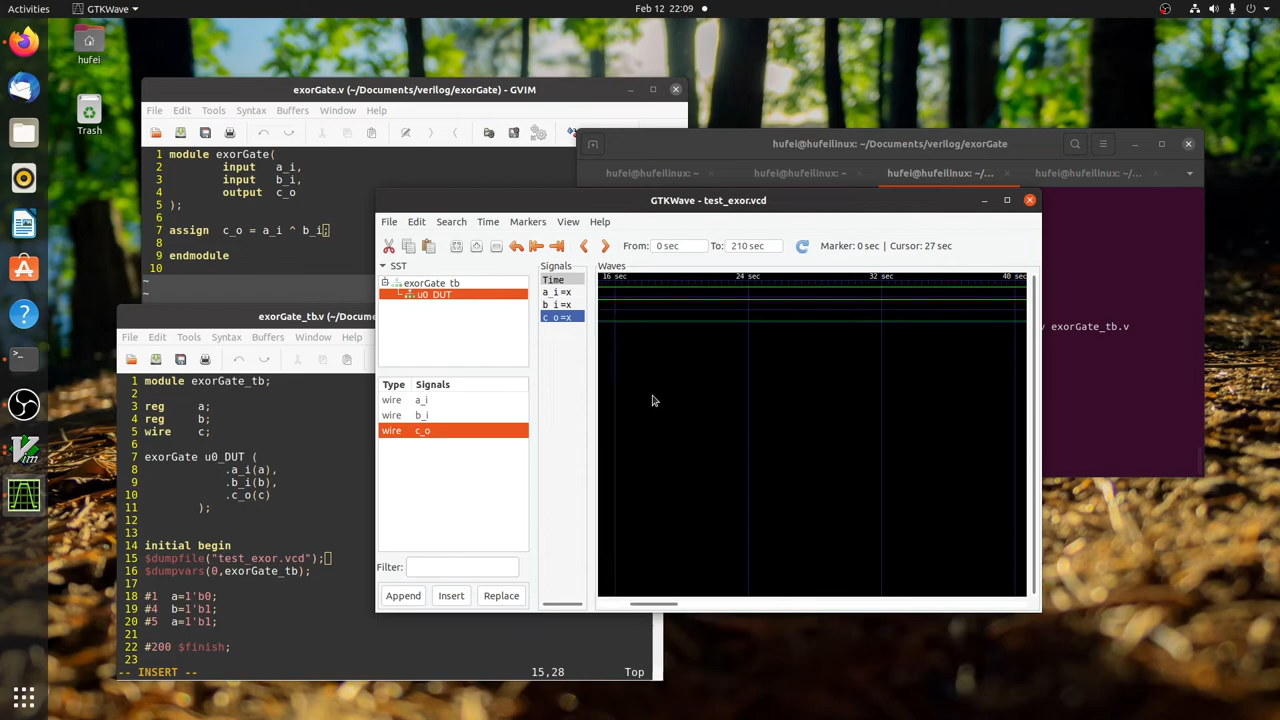 Activities
GTKWave
Feb 12 22:09
hufei
Trash
exorGate.v (~/Documents/verilog/exorGate) - GVIM
File Edit Tools Syntax Buffers Window Help
1 module exorGate(
2 input a_i,
3 input b_i,
4 output c_o
5 );
6
7 assign c_o = a_i ^ b_i;
8
9 endmodule
10
~
~
hufei@hufeilinux: ~/Documents/verilog/exorGate
hufei@hufeilinux: ~ × hufei@hufeilinux: ~ × hufei@hufeilinux: ~/... × hufei@hufeilinux: ~/... ×
v exorGate_tb.v
exorGate_tb.v (~/Docume
File Edit Tools Syntax Buffers Window Help
1 module exorGate_tb;
2
3 reg a;
4 reg b;
5 wire c;
6
7 exorGate u0_DUT (
8 .a_i(a),
9 .b_i(b),
10 .c_o(c)
11 );
12
13
14 initial begin
15 $dumpfile("test_exor.vcd");
16 $dumpvars(0,exorGate_tb);
17
18 #1 a=1'b0;
19 #4 b=1'b1;
20 #5 a=1'b1;
21
22 #200 $finish;
23
-- INSERT -- 15,28 Top
GTKWave - test_exor.vcd
File Edit Search Time Markers View Help
From: 0 sec To: 210 sec Marker: 0 sec | Cursor: 27 sec
SST
exorGate_tb
u0_DUT
Type Signals
wire a_i
wire b_i
wire c_o
Filter:
Append Insert Replace
Signals
Time
a_i =x
b_i =x
c_o =x
Waves
16 sec 24 sec 32 sec 40 sec